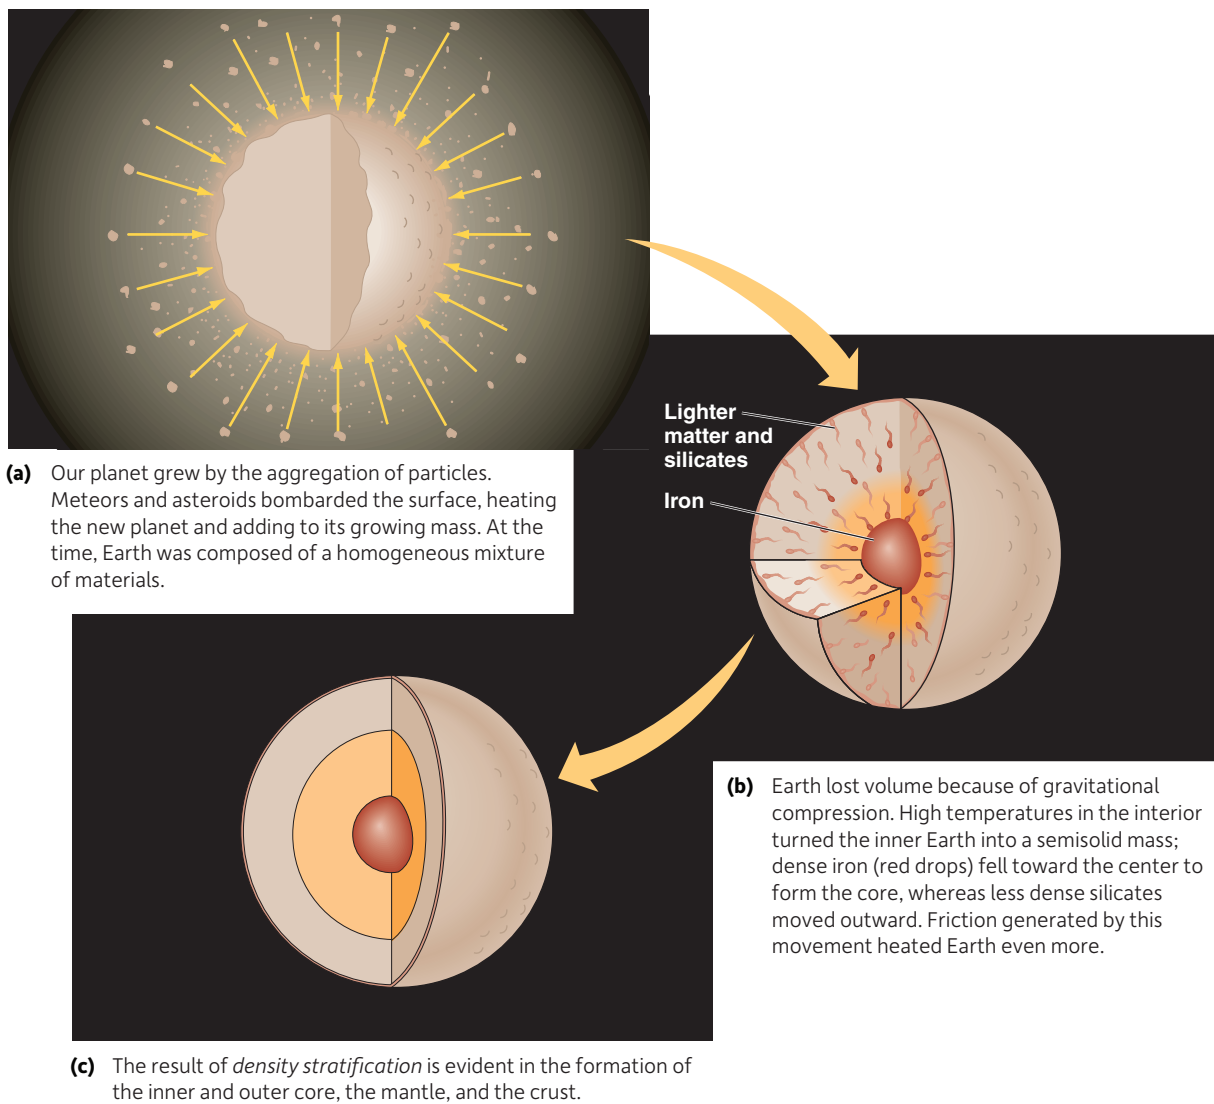 (a) Our planet grew by the aggregation of particles.
Meteors and asteroids bombarded the surface, heating
the new planet and adding to its growing mass. At the
time, Earth was composed of a homogeneous mixture
of materials.
Lighter
matter and
silicates
Iron
(b) Earth lost volume because of gravitational
compression. High temperatures in the interior
turned the inner Earth into a semisolid mass;
dense iron (red drops) fell toward the center to
form the core, whereas less dense silicates
moved outward. Friction generated by this
movement heated Earth even more.
(c) The result of density stratification is evident in the formation of
the inner and outer core, the mantle, and the crust.